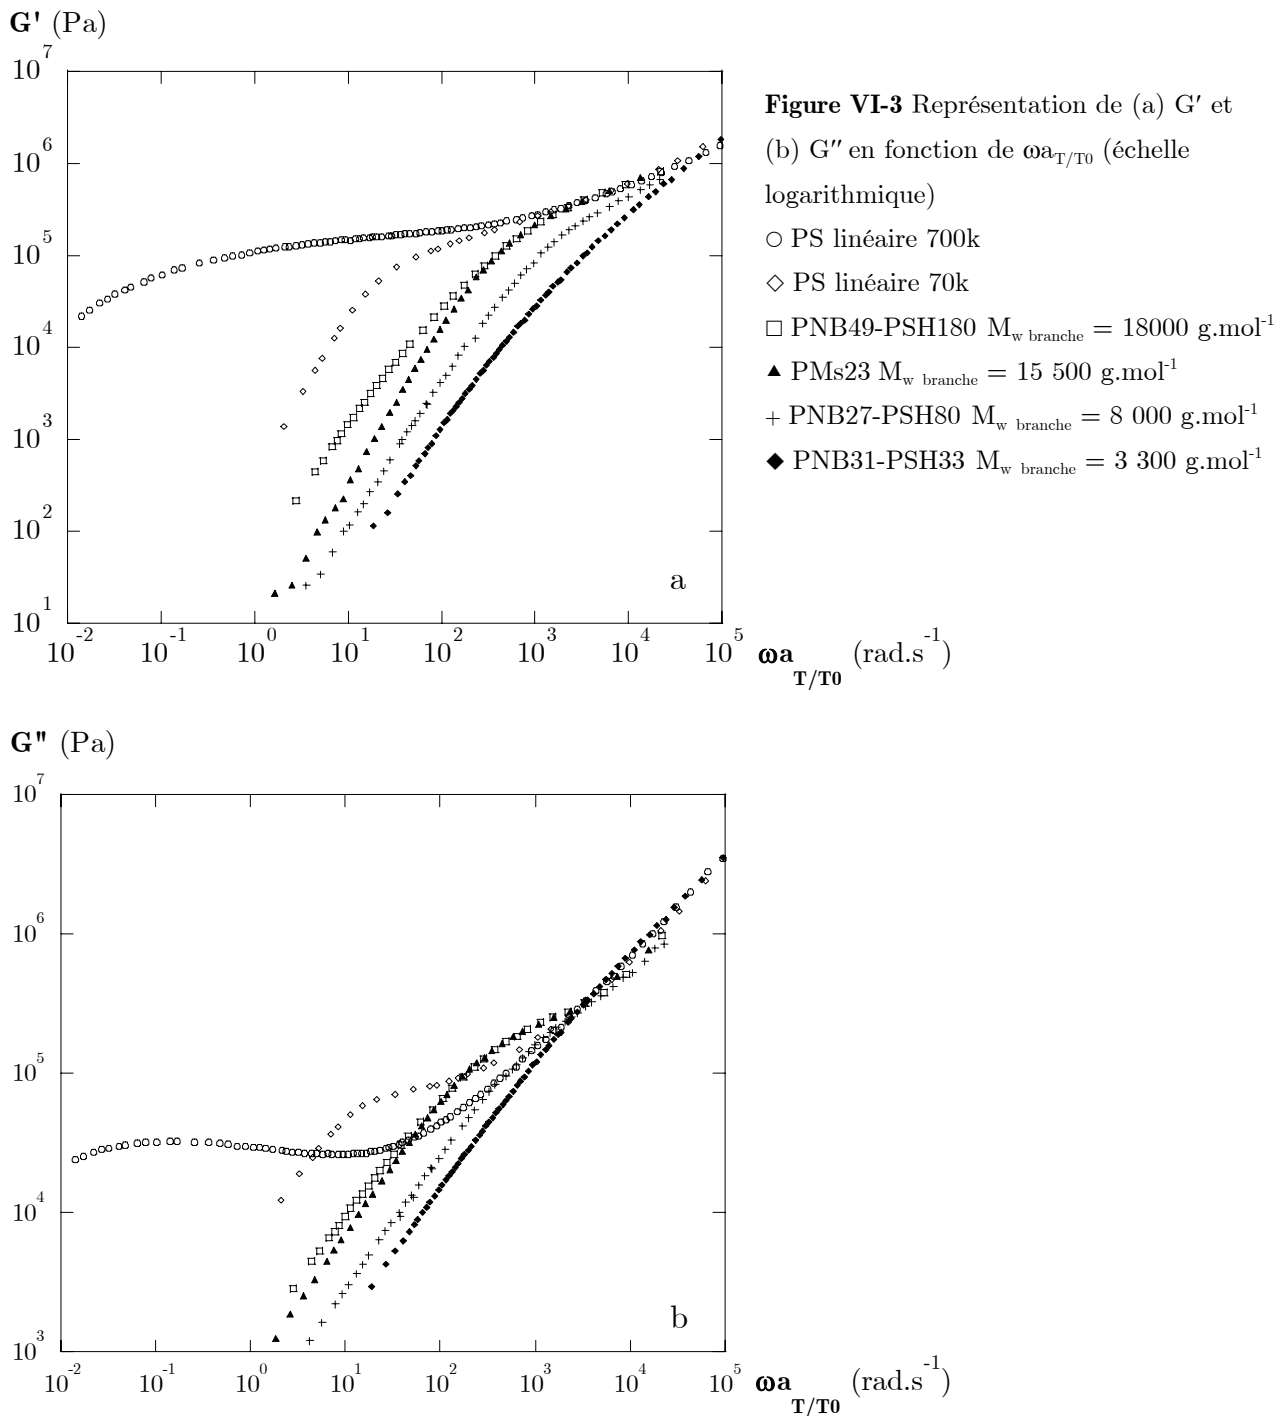 G' (Pa)
10^7
10^6
10^5
10^4
10^3
10^2
10^1
a
10^-2 10^-1 10^0 10^1 10^2 10^3 10^4 10^5
ωa_T/T0 (rad.s^-1)
Figure VI-3 Représentation de (a) G′ et
(b) G″ en fonction de ωa_T/T0 (échelle
logarithmique)
○ PS linéaire 700k
◇ PS linéaire 70k
□ PNB49-PSH180 M_w branche = 18000 g.mol^-1
▲ PMs23 M_w branche = 15 500 g.mol^-1
+ PNB27-PSH80 M_w branche = 8 000 g.mol^-1
◆ PNB31-PSH33 M_w branche = 3 300 g.mol^-1
G" (Pa)
10^7
10^6
10^5
10^4
10^3
b
10^-2 10^-1 10^0 10^1 10^2 10^3 10^4 10^5
ωa_T/T0 (rad.s^-1)